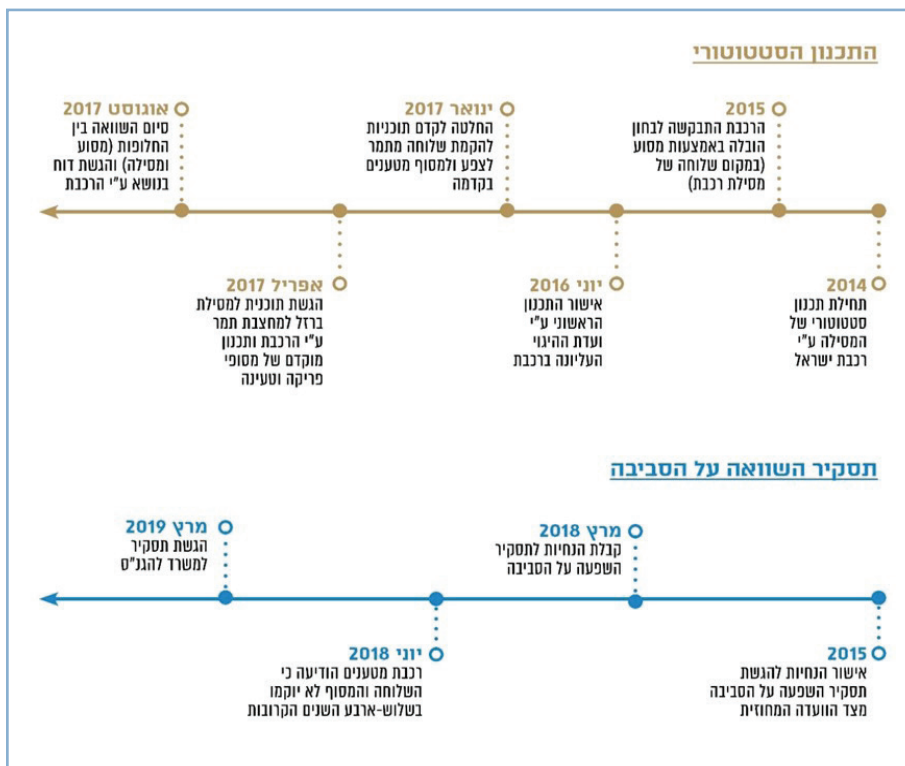 התכנון הסטטוטורי
2014
תחילת תכנון
סטטוטורי של
המסילה ע"י
רכבת ישראל
2015
הרכבת התבקשה לבחון
הובלה באמצעות מסוע
(במקום שלוחה של
מסילת רכבת)
יוני 2016
אישור התכנון
הראשוני ע"י
ועדת ההיגוי
העליונה ברכבת
ינואר 2017
החלטה לקדם תוכניות
להקמת שלוחה מתמר
לצפע ולמסוף מטענים
בקדמה
אפריל 2017
הגשת תוכנית למסילת
ברזל למחצבת תמר
ע"י הרכבת ותכנון
מוקדם של מסופי
פריקה וטעינה
אוגוסט 2017
סיום השוואה בין
החלופות (מסוע
ומסילה) והגשת דוח
בנושא ע"י הרכבת
תסקיר השוואה על הסביבה
2015
אישור הנחיות להגשת
תסקיר השפעה על הסביבה
מצד הוועדה המחוזית
מרץ 2018
קבלת הנחיות לתסקיר
השפעה על הסביבה
יוני 2018
רכבת מטענים הודיעה כי
השלוחה והמסוף לא יוקמו
בשלוש-ארבע השנים הקרובות
מרץ 2019
הגשת תסקיר
למשרד להגנ"ס